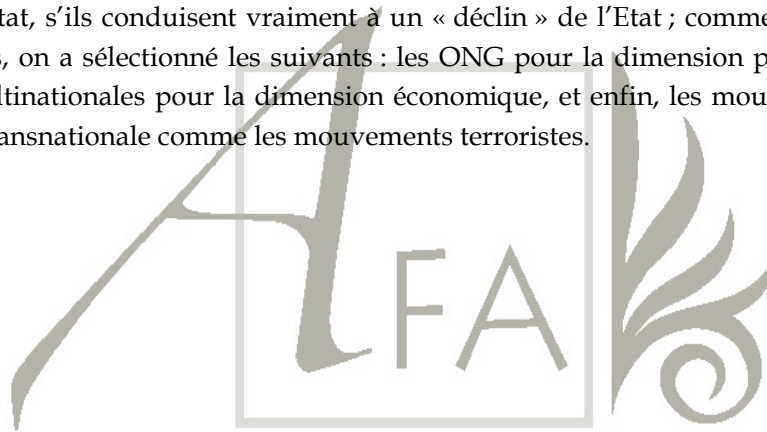 tat, s’ils conduisent vraiment à un « déclin » de l’Etat ; comme
s, on a sélectionné les suivants : les ONG pour la dimension p
ltinationales pour la dimension économique, et enfin, les mou
ansnationale comme les mouvements terroristes.
AFA